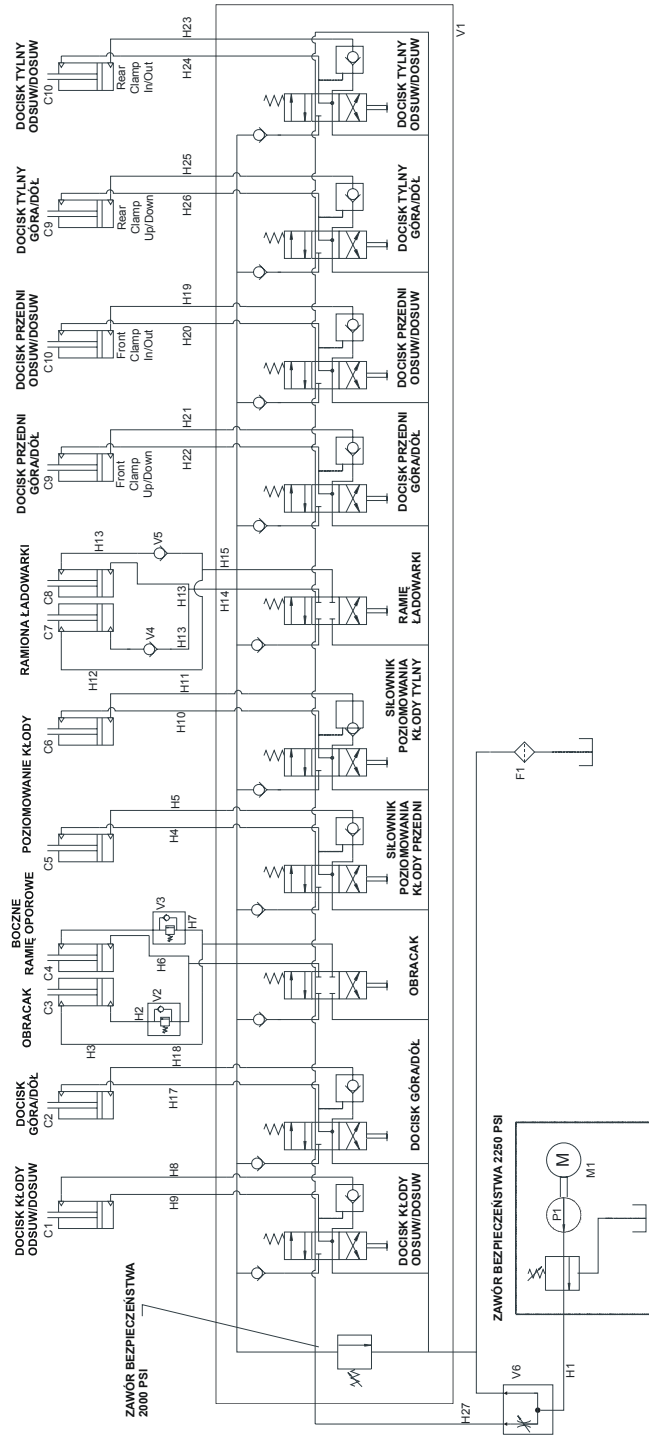 DOCISK KŁODY
ODSUW/DOSUW
C1
H8
H9
DOCISK
GÓRA/DÓŁ
C2
H17
OBRACAK
C3
H3
H2
V2
H18
BOCZNE
RAMIĘ OPOROWE
C4
V3
H7
H6
POZIOMOWANIE KŁODY
C5
H5
H4
C6
H11
H10
RAMIONA ŁADOWARKI
C7
C8
H12
H13
V5
V4
H13
H13
H15
H14
DOCISK PRZEDNI
GÓRA/DÓŁ
C9
Front
Clamp
Up/Down
H21
H22
DOCISK PRZEDNI
ODSUW/DOSUW
C10
Front
Clamp
In/Out
H19
H20
DOCISK TYLNY
GÓRA/DÓŁ
C9
Rear
Clamp
Up/Down
H25
H26
DOCISK TYLNY
ODSUW/DOSUW
C10
Rear
Clamp
In/Out
H23
H24
ZAWÓR BEZPIECZEŃSTWA
2000 PSI
DOCISK KŁODY
ODSUW/DOSUW
DOCISK GÓRA/DÓŁ
OBRACAK
SIŁOWNIK
POZIOMOWANIA
KŁODY PRZEDNI
SIŁOWNIK
POZIOMOWANIA
KŁODY TYLNY
RAMIĘ
ŁADOWARKI
DOCISK PRZEDNI
GÓRA/DÓŁ
DOCISK PRZEDNI
ODSUW/DOSUW
DOCISK TYLNY
GÓRA/DÓŁ
DOCISK TYLNY
ODSUW/DOSUW
V1
H27
V6
H1
ZAWÓR BEZPIECZEŃSTWA 2250 PSI
P1
M
M1
F1